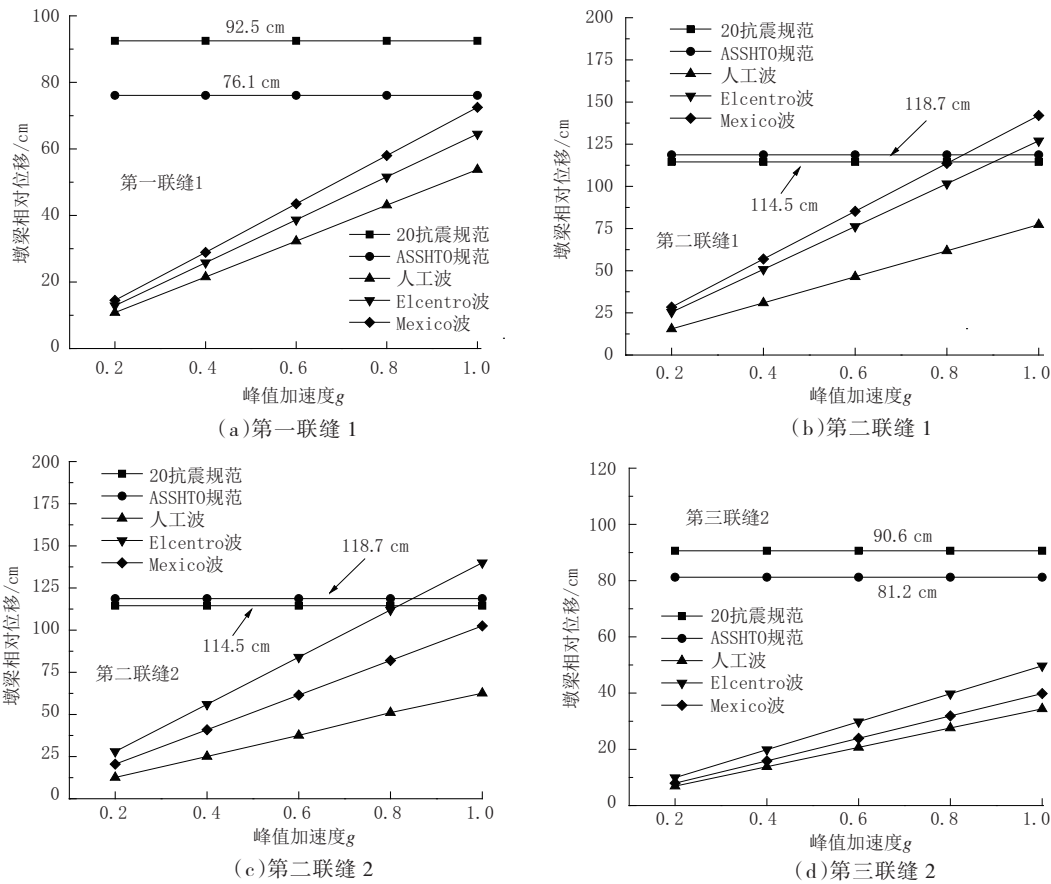 100
80
60
40
20
0
墩梁相对位移/cm
92.5 cm
76.1 cm
第一联缝1
20抗震规范
ASSHTO规范
人工波
Elcentro波
Mexico波
0.2 0.4 0.6 0.8 1.0
峰值加速度g
(a)第一联缝 1
200
175
150
125
100
75
50
25
0
墩梁相对位移/cm
20抗震规范
ASSHTO规范
人工波
Elcentro波
Mexico波
118.7 cm
114.5 cm
第二联缝1
0.2 0.4 0.6 0.8 1.0
峰值加速度g
(b)第二联缝 1
200
175
150
125
100
75
50
25
0
墩梁相对位移/cm
20抗震规范
ASSHTO规范
人工波
Elcentro波
Mexico波
118.7 cm
114.5 cm
第二联缝2
0.2 0.4 0.6 0.8 1.0
峰值加速度g
(c)第二联缝 2
120
100
80
60
40
20
0
墩梁相对位移/cm
第三联缝2
90.6 cm
81.2 cm
20抗震规范
ASSHTO规范
人工波
Elcentro波
Mexico波
0.2 0.4 0.6 0.8 1.0
峰值加速度g
(d)第三联缝 2